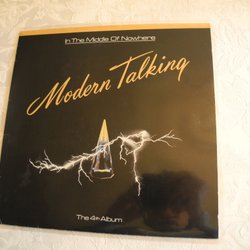 In The Middle Of Nowhere
Modern Talking
The 4th Album